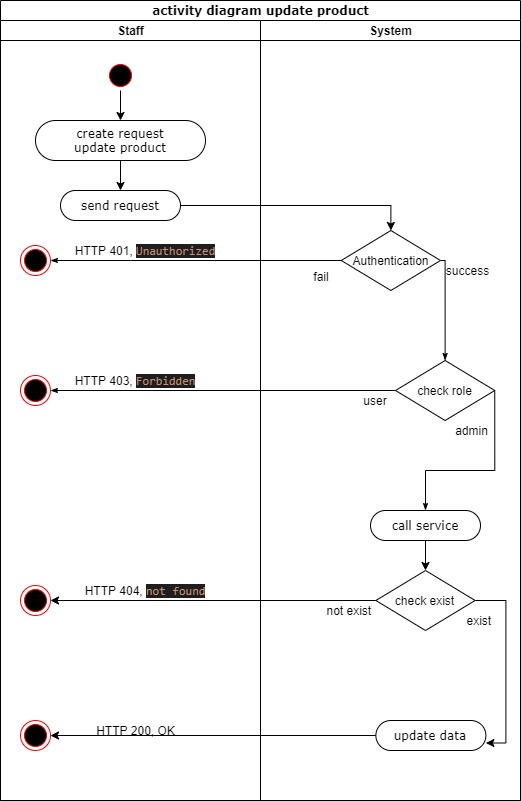 activity diagram update product
Staff
System
create request
update product
send request
HTTP 401, Unauthorized
Authentication
fail
success
HTTP 403, Forbidden
check role
user
admin
call service
HTTP 404, not found
check exist
not exist
exist
HTTP 200, OK
update data